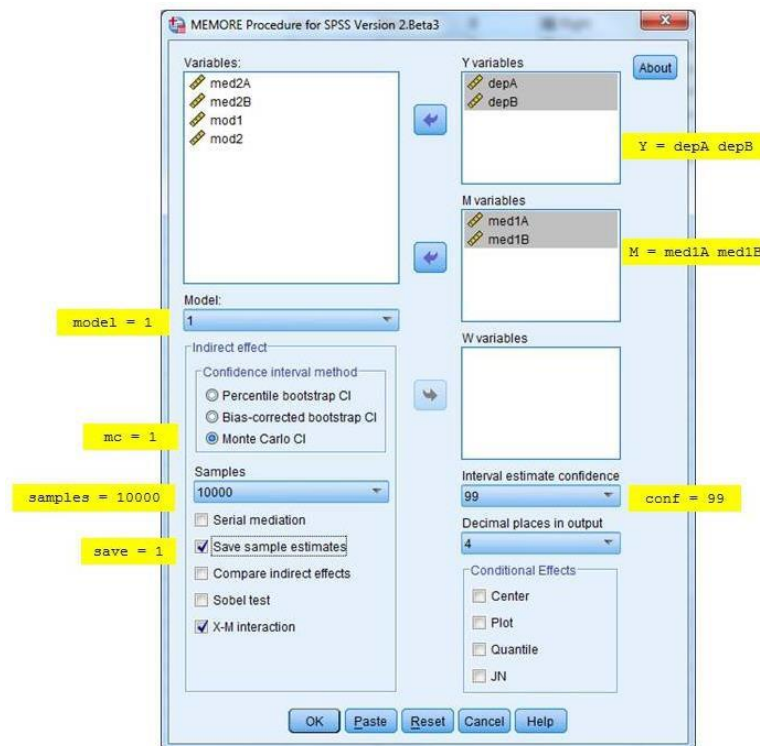 MEMORE Procedure for SPSS Version 2.Beta3
Variables:
med2A
med2B
mod1
mod2
Y variables
depA
depB
About
Y = depA depB
M variables
med1A
med1B
M = med1A med1B
Model:
model = 1
1
W variables
Indirect effect
Confidence interval method
Percentile bootstrap CI
Bias-corrected bootstrap CI
mc = 1
Monte Carlo CI
Samples
samples = 10000
10000
Serial mediation
save = 1
Save sample estimates
Compare indirect effects
Sobel test
X-M interaction
Interval estimate confidence
99
conf = 99
Decimal places in output
4
Conditional Effects
Center
Plot
Quantile
JN
OK
Paste
Reset
Cancel
Help